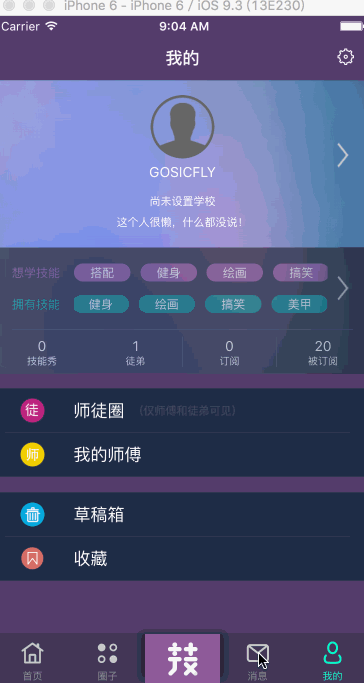 iPhone 6 - iPhone 6 / iOS 9.3 (13E230)
Carrier 9:04 AM
我的
GOSICFLY
尚未设置学校
这个人很懒，什么都没说！
想学技能 搭配 健身 绘画 搞笑
拥有技能 健身 绘画 搞笑 美甲
0 1 0 20
技能秀 徒弟 订阅 被订阅
徒 师徒圈 (仅师傅和徒弟可见)
师 我的师傅
草稿箱
收藏
技
首页 圈子 消息 我的